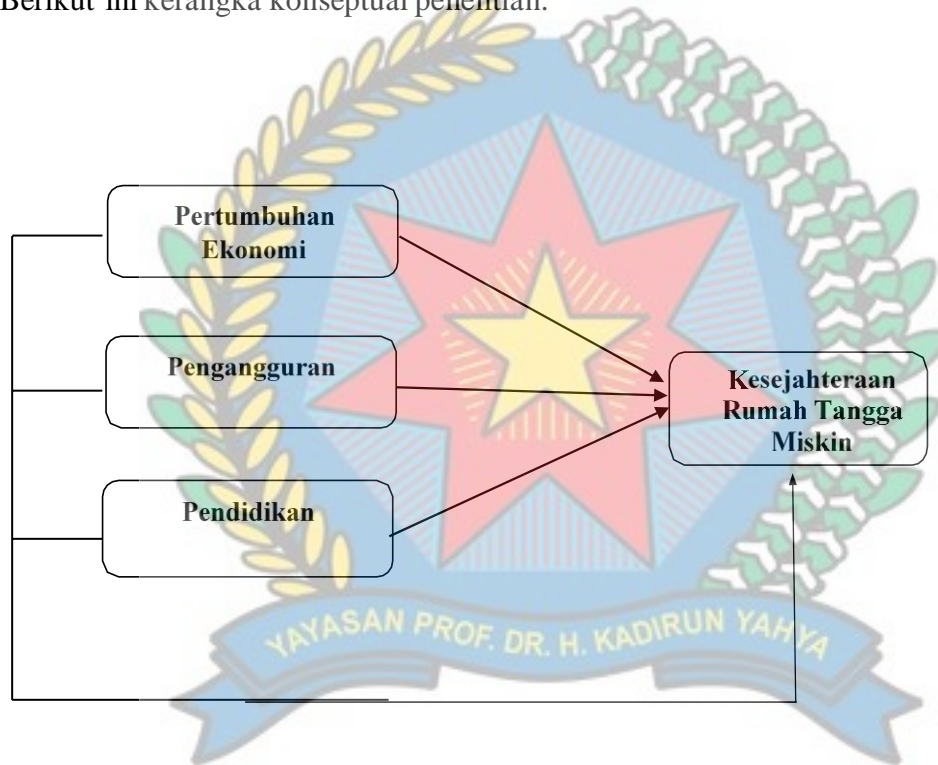 Berikut ini kerangka konseptual penelitian:
Pertumbuhan
Ekonomi
Pengangguran
Kesejahteraan
Rumah Tangga
Miskin
Pendidikan
YAYASAN PROF. DR. H. KADIRUN YAHYA